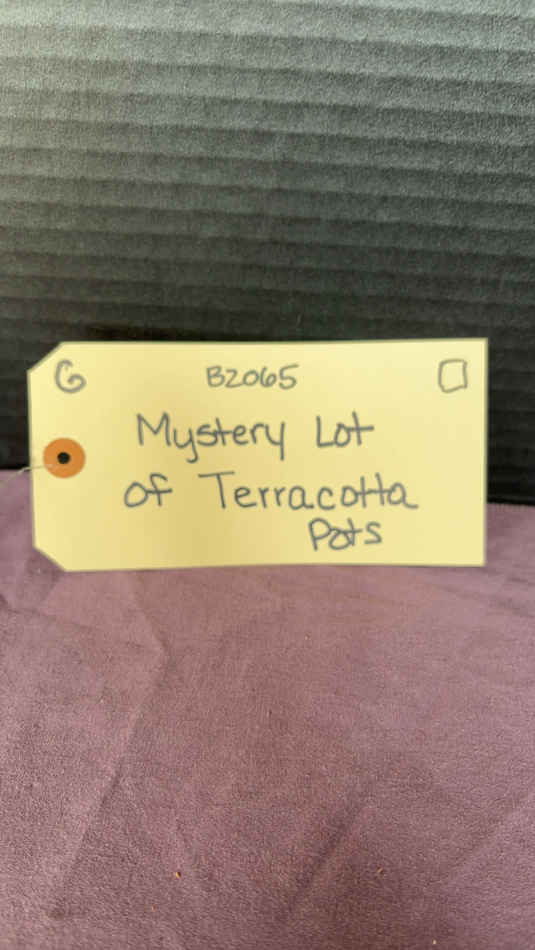 G B2065
Mystery Lot
of Terracotta
Pots